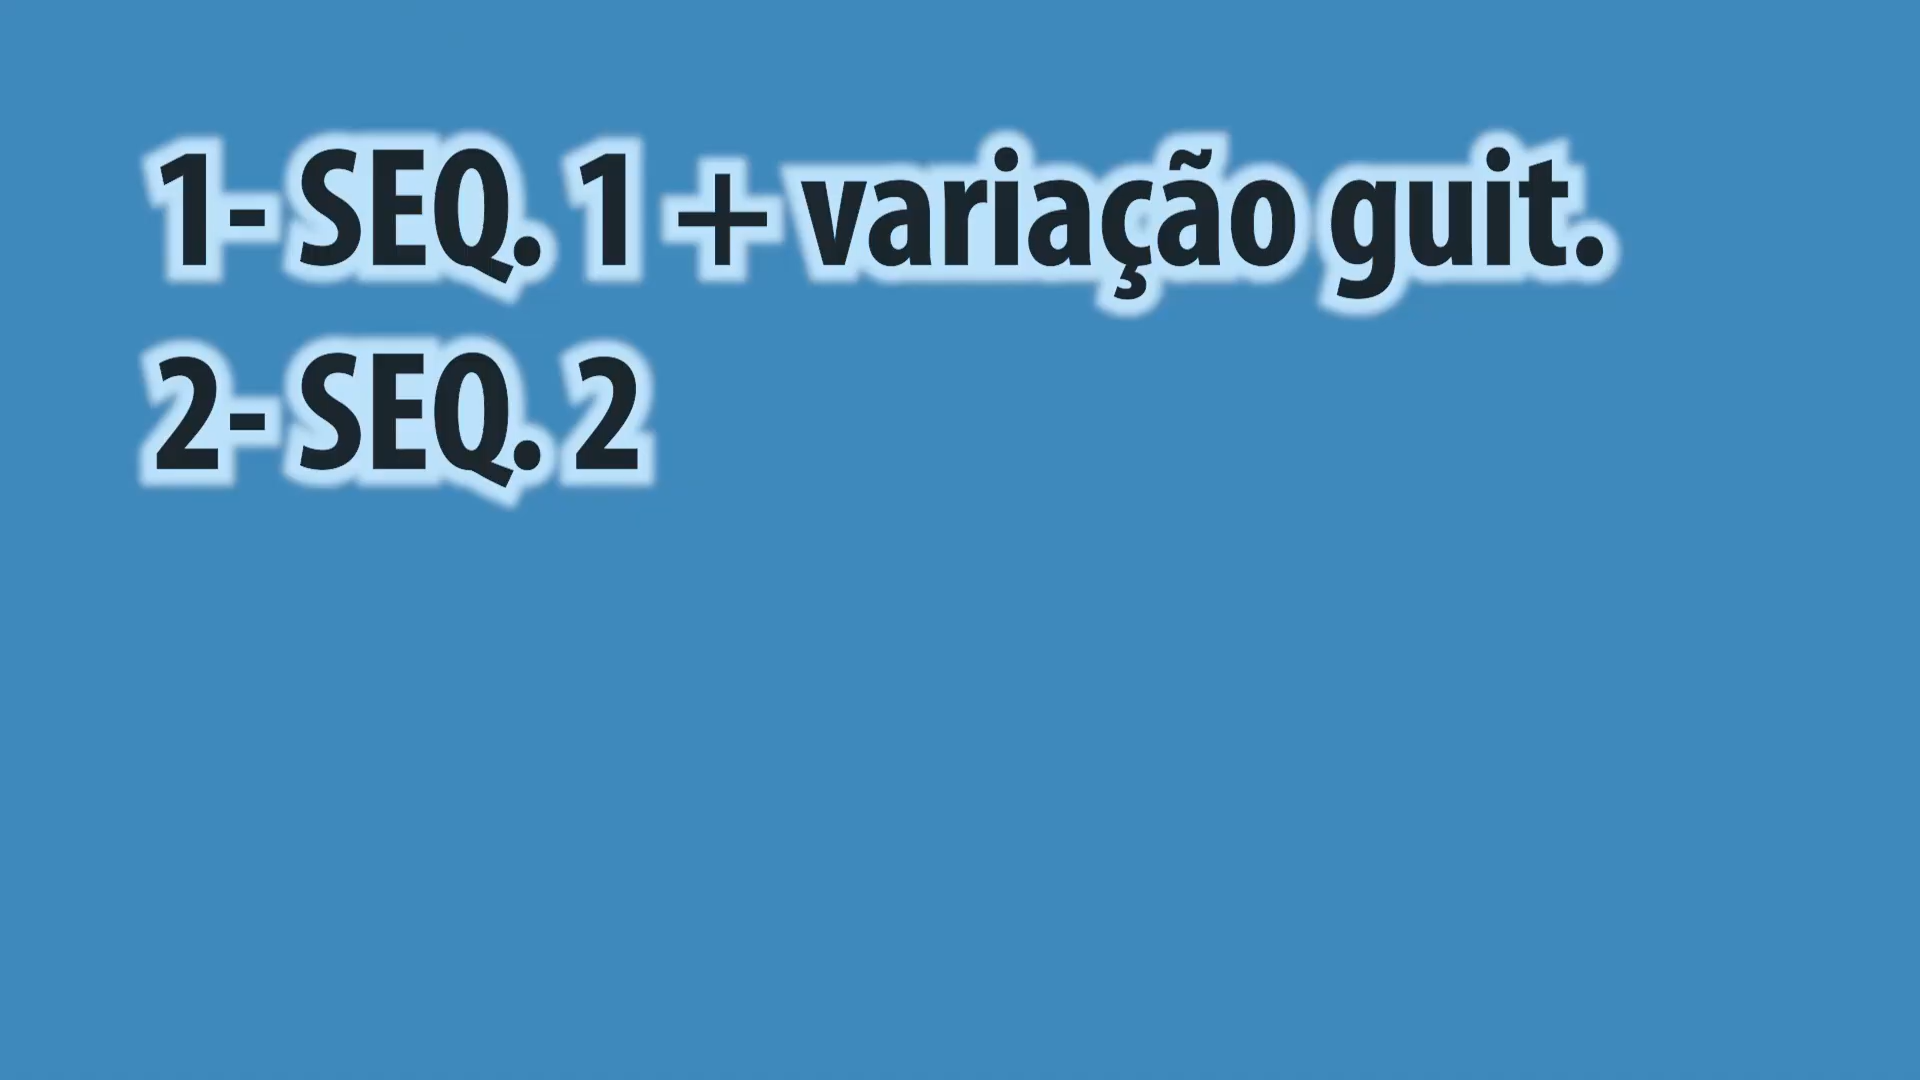 1- SEQ. 1 + variação guit.
2- SEQ. 2